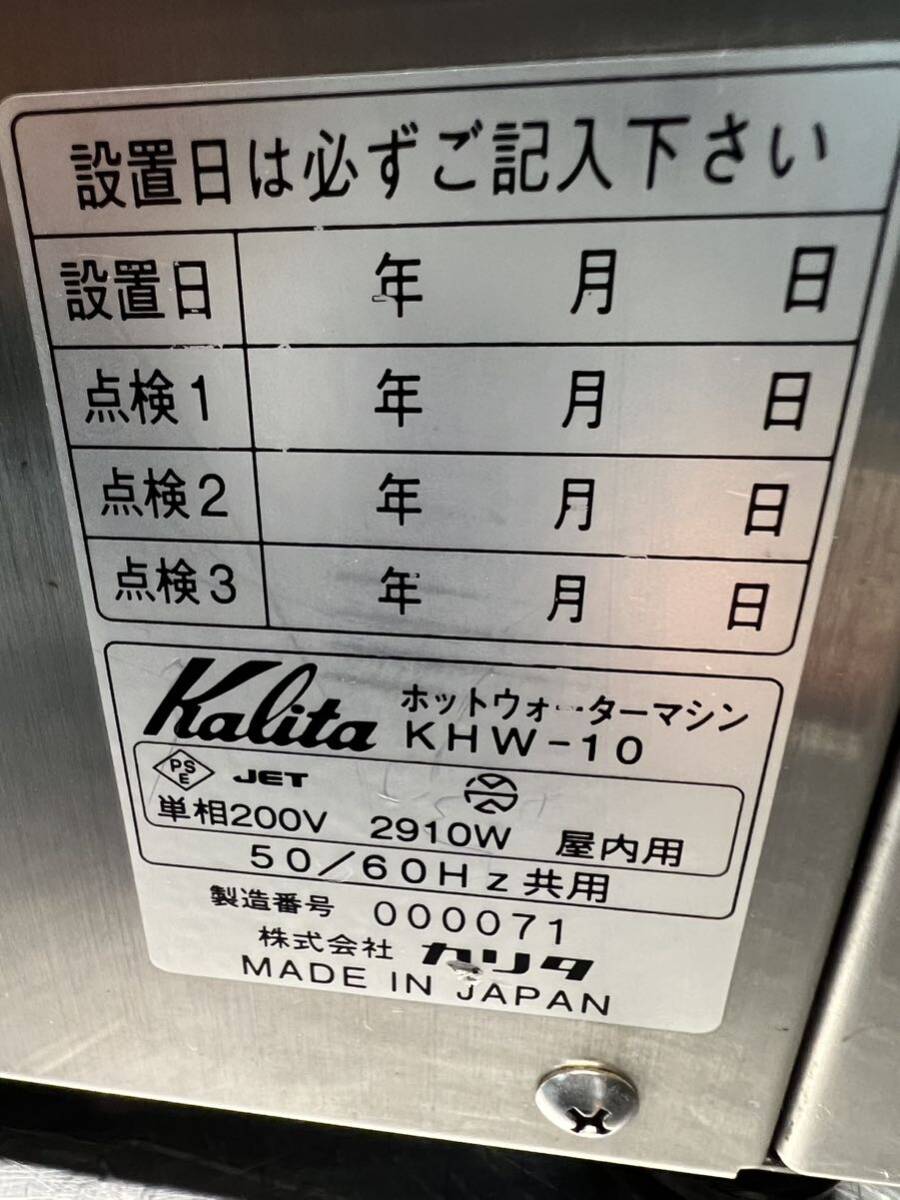 設置日は必ずご記入下さい
設置日 年 月 日
点検1 年 月 日
点検2 年 月 日
点検3 年 月 日
Kalita ホットウォーターマシン
KHW-10
PSE JET
単相200V 2910W 屋内用
50/60Hz共用
製造番号 000071
株式会社 カリタ
MADE IN JAPAN